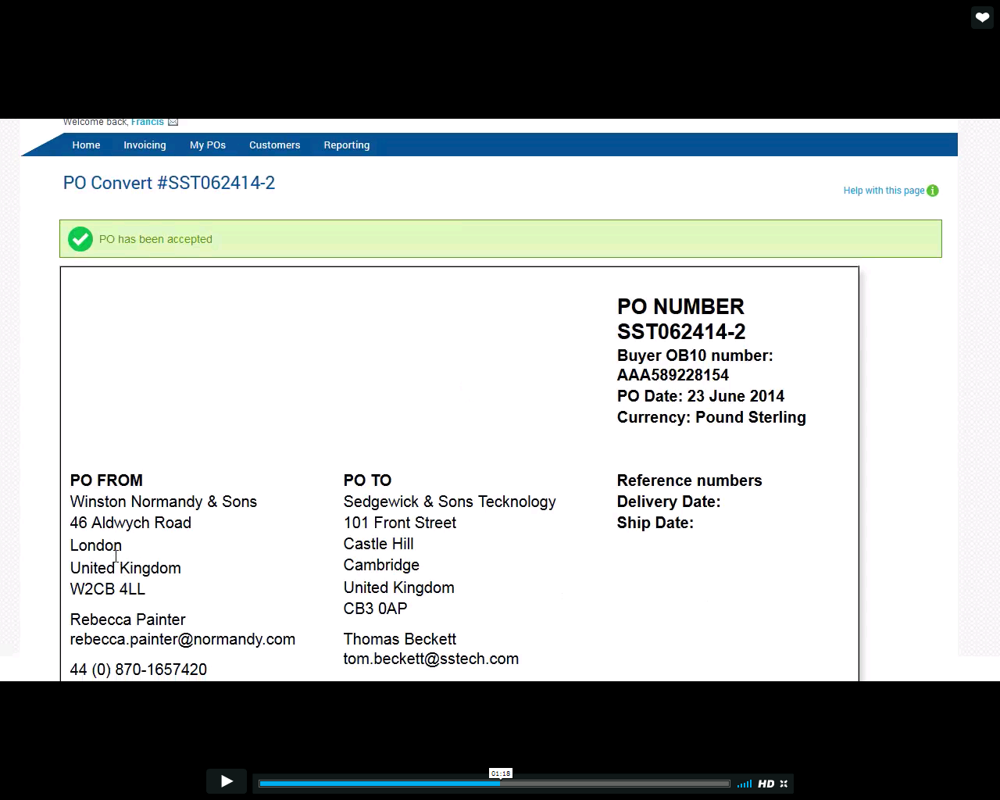 Welcome back, Francis
Home Invoicing My POs Customers Reporting
PO Convert #SST062414-2
Help with this page
PO has been accepted
PO NUMBER
SST062414-2
Buyer OB10 number:
AAA589228154
PO Date: 23 June 2014
Currency: Pound Sterling
PO FROM
Winston Normandy & Sons
46 Aldwych Road
London
United Kingdom
W2CB 4LL
Rebecca Painter
rebecca.painter@normandy.com
44 (0) 870-1657420
PO TO
Sedgewick & Sons Tecknology
101 Front Street
Castle Hill
Cambridge
United Kingdom
CB3 0AP
Thomas Beckett
tom.beckett@sstech.com
Reference numbers
Delivery Date:
Ship Date:
01:18
HD